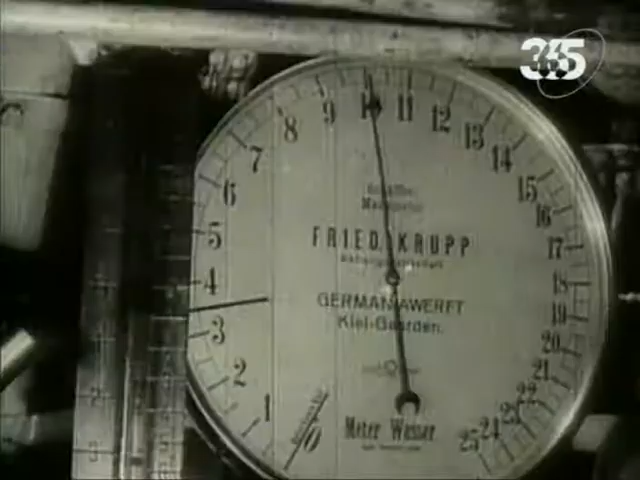 365
9 10 11
8 12
7 13
14
6 15
16
5 FRIED. KRUPP 17
4 18
GERMANIAWERFT 19
3 Kiel-Gaarden. 20
2 21
22
1 23
0 Meter Wasser 24
25